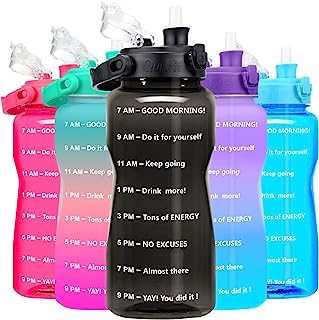 QuiFit
7 AM – GOOD MORNING!
9 AM – Do it for yourself
11 AM – Keep going
1 PM – Drink more!
3 PM – Tons of ENERGY
5 PM – NO EXCUSES
7 PM – Almost there
9 PM – YAY! You did it !